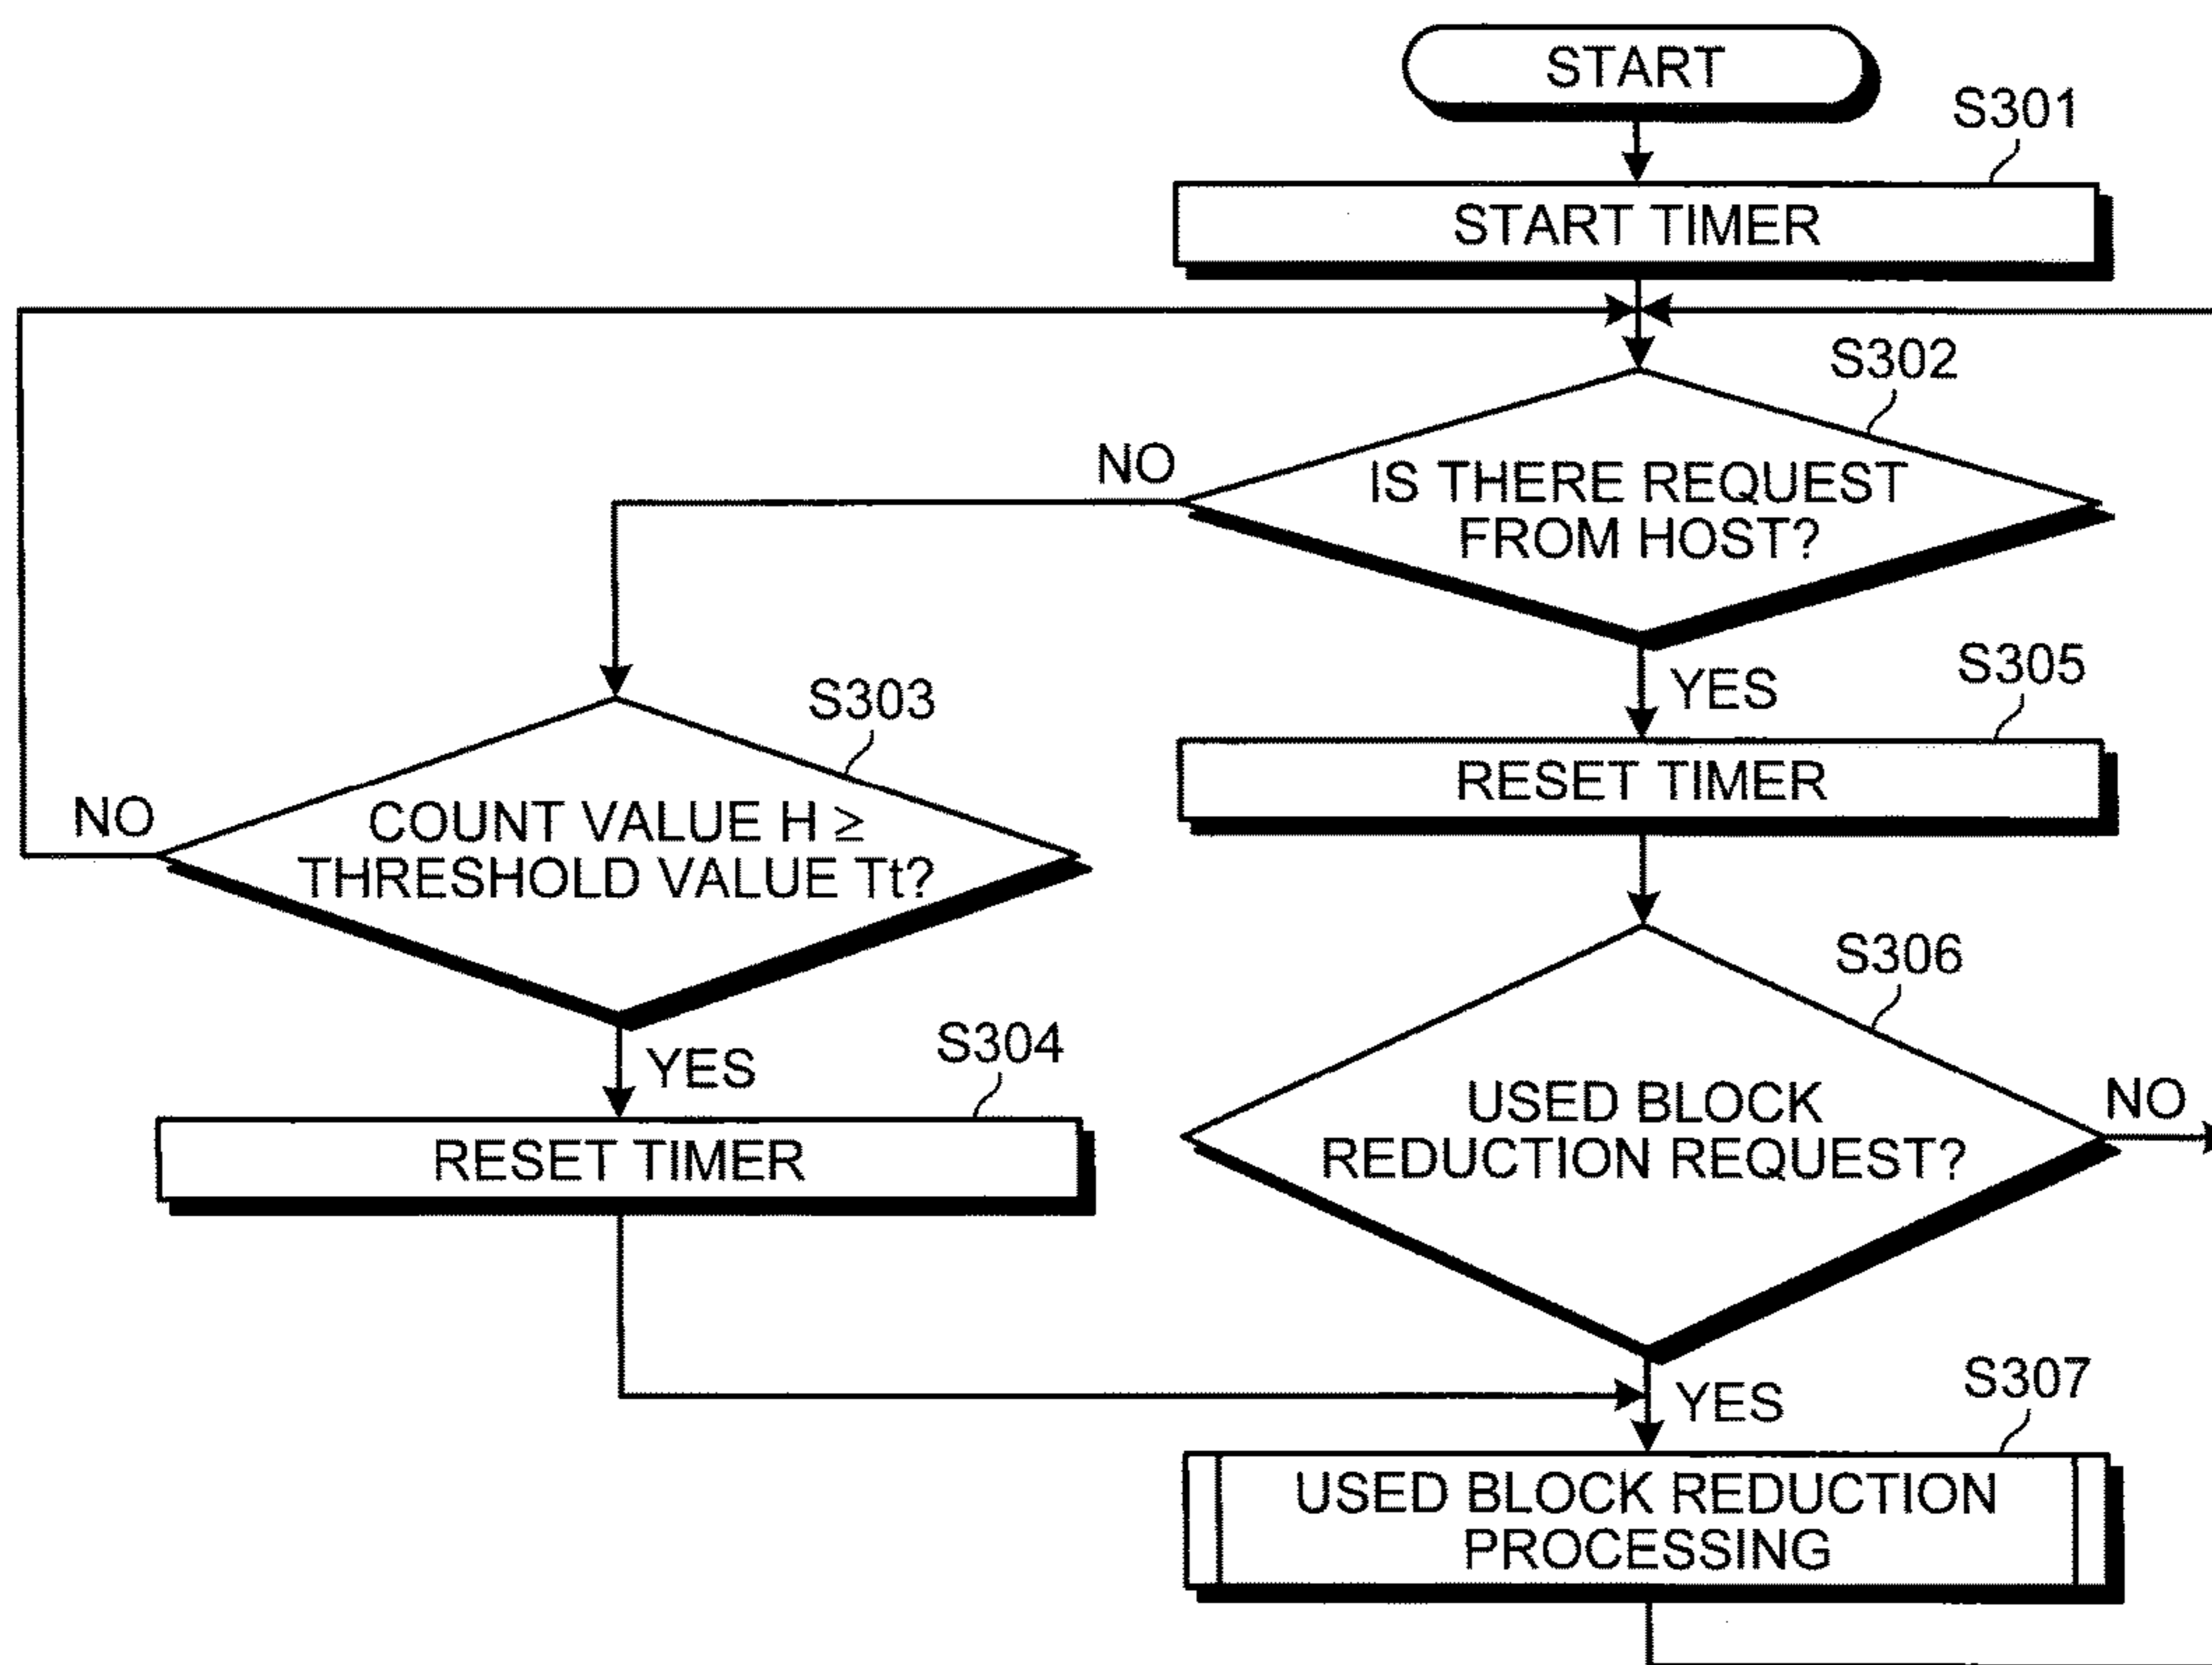 START
S301
START TIMER
S302
NO
IS THERE REQUEST
FROM HOST?
YES
S305
S303
RESET TIMER
NO
COUNT VALUE H ≥
THRESHOLD VALUE Tt?
S306
S304
YES
USED BLOCK
REDUCTION REQUEST?
NO
RESET TIMER
S307
YES
USED BLOCK REDUCTION
PROCESSING